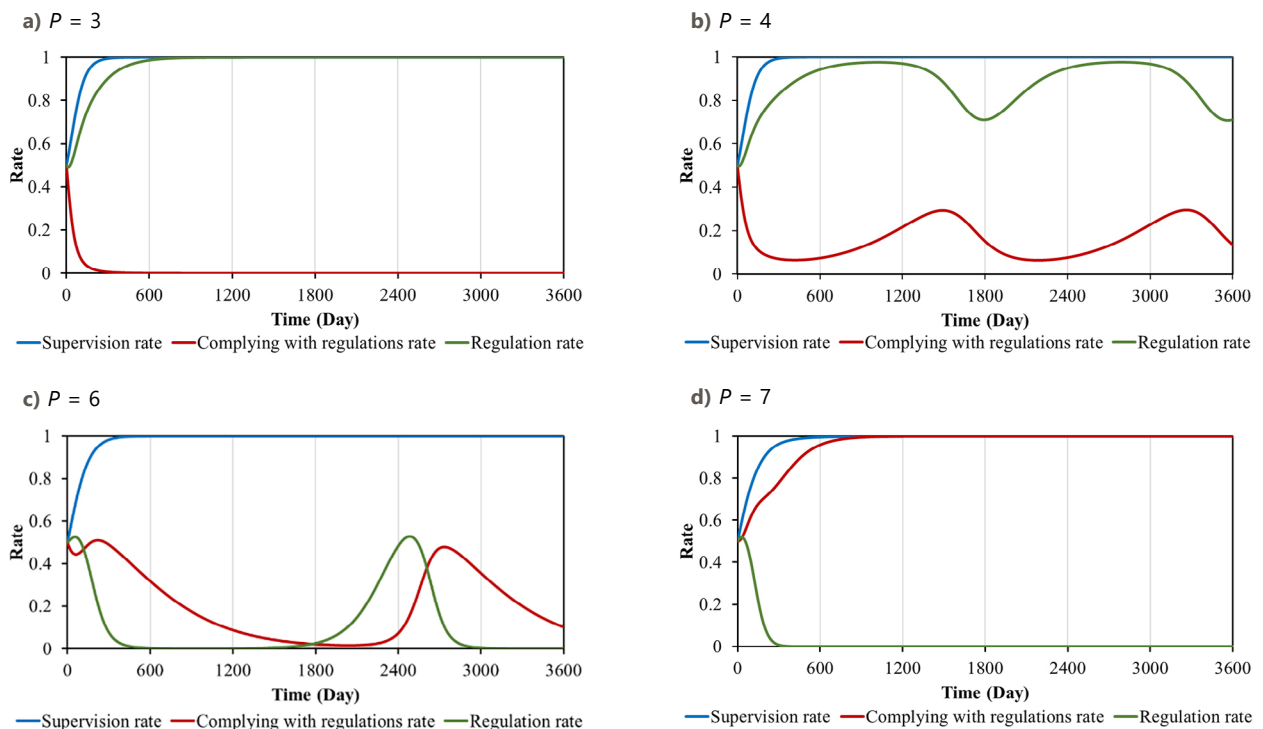 a) P = 3
1
0.8
0.6
0.4
0.2
0
Rate
0 600 1200 1800 2400 3000 3600
Time (Day)
Supervision rate Complying with regulations rate Regulation rate
b) P = 4
1
0.8
0.6
0.4
0.2
0
Rate
0 600 1200 1800 2400 3000 3600
Time (Day)
Supervision rate Complying with regulations rate Regulation rate
c) P = 6
1
0.8
0.6
0.4
0.2
0
Rate
0 600 1200 1800 2400 3000 3600
Time (Day)
Supervision rate Complying with regulations rate Regulation rate
d) P = 7
1
0.8
0.6
0.4
0.2
0
Rate
0 600 1200 1800 2400 3000 3600
Time (Day)
Supervision rate Complying with regulations rate Regulation rate